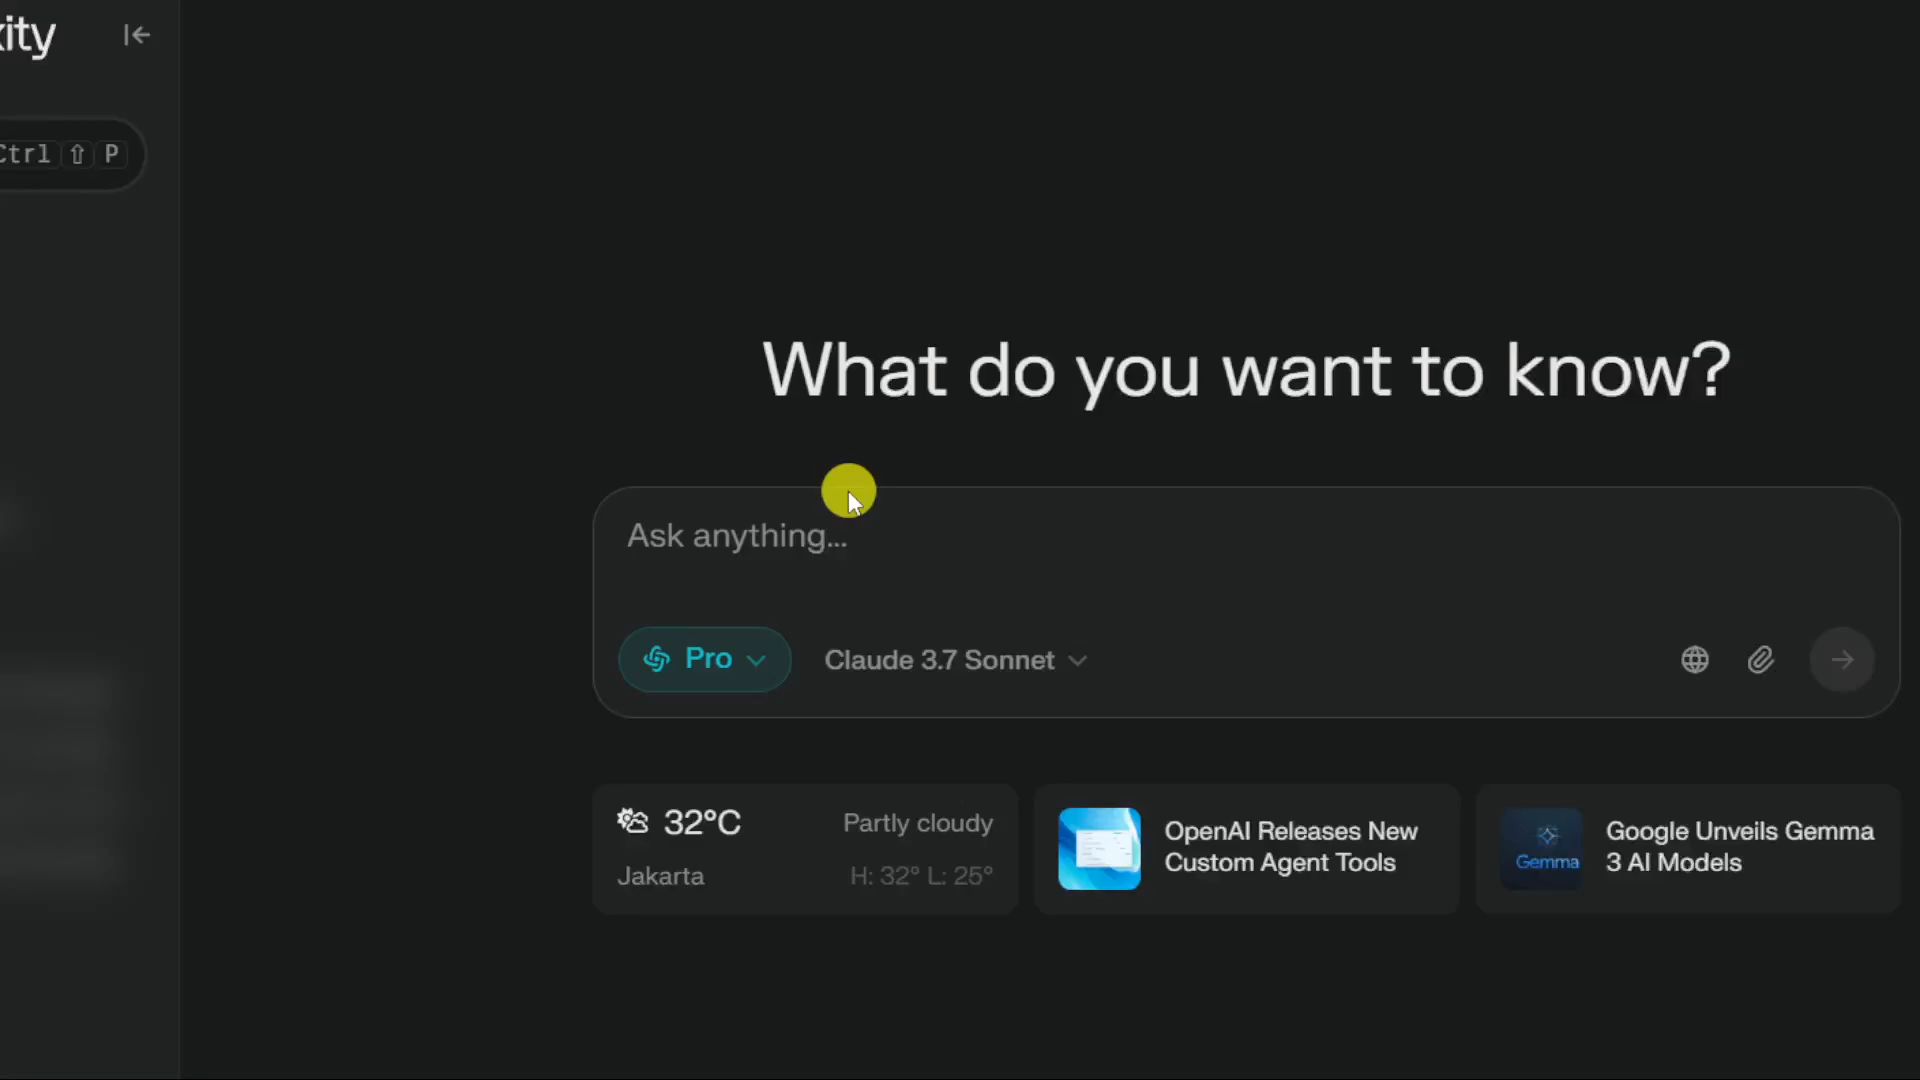 xity
Ctrl ⇧ P
What do you want to know?
Ask anything...
Pro
Claude 3.7 Sonnet
32°C
Partly cloudy
Jakarta
H: 32° L: 25°
OpenAI Releases New
Custom Agent Tools
Gemma
Google Unveils Gemma
3 AI Models